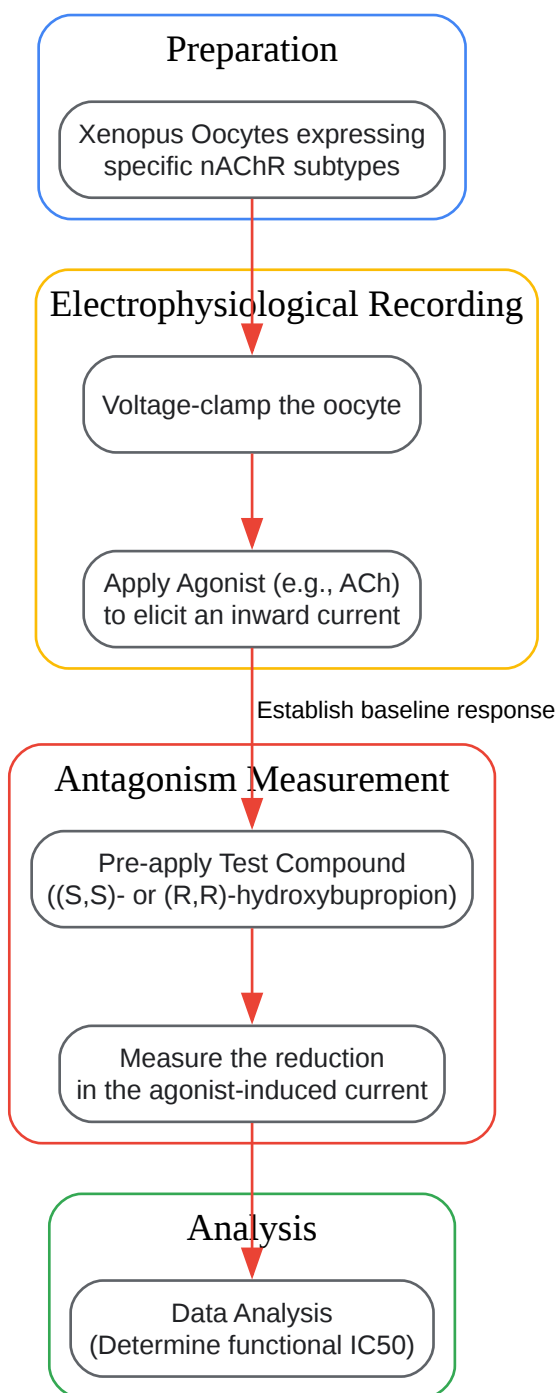 Preparation
Xenopus Oocytes expressing
specific nAChR subtypes
Electrophysiological Recording
Voltage-clamp the oocyte
Apply Agonist (e.g., ACh)
to elicit an inward current
Establish baseline response
Antagonism Measurement
Pre-apply Test Compound
((S,S)- or (R,R)-hydroxybupropion)
Measure the reduction
in the agonist-induced current
Analysis
Data Analysis
(Determine functional IC50)